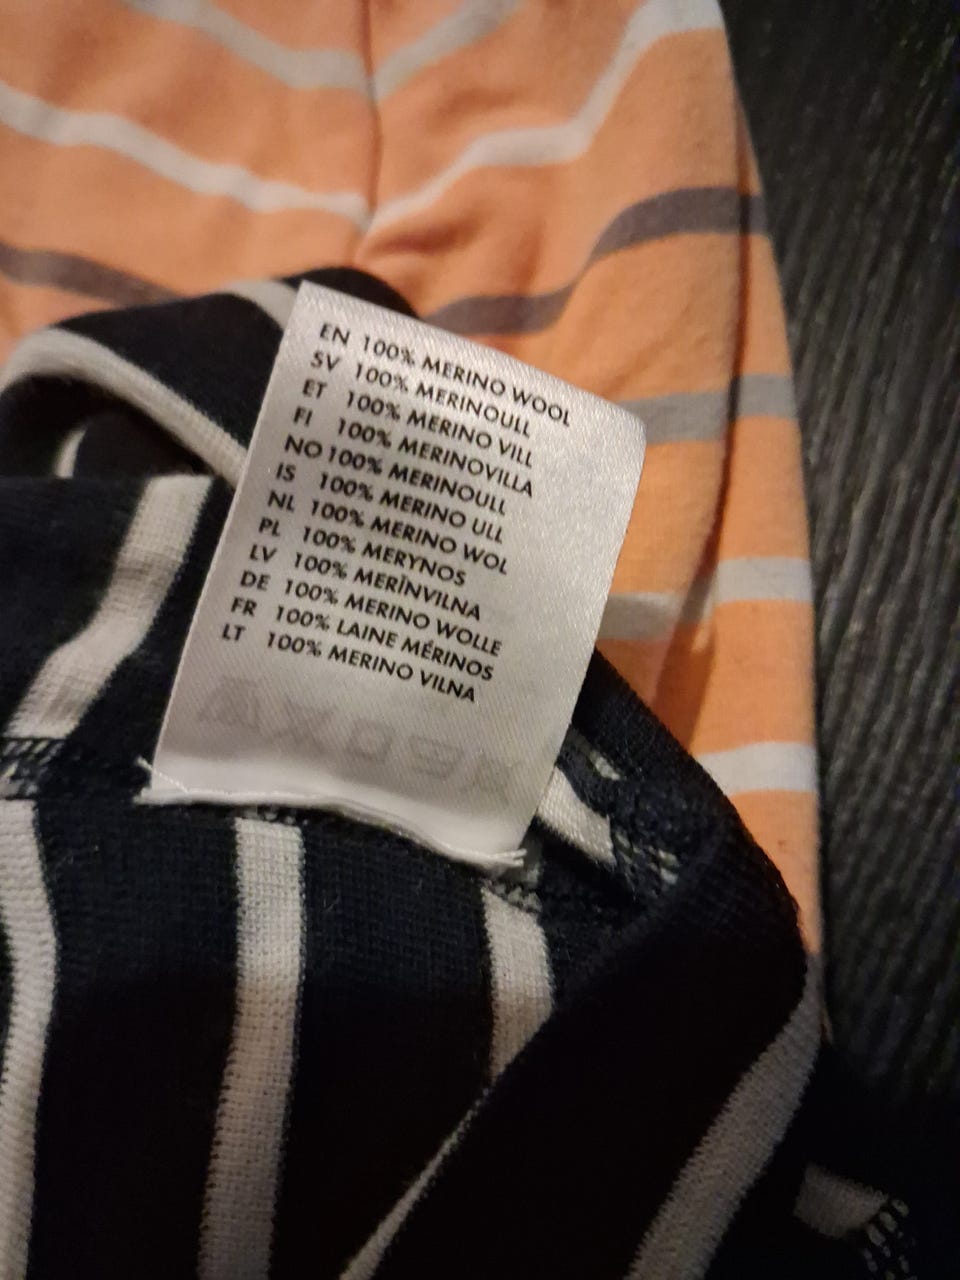 EN 100% MERINO WOOL
SV 100% MERINOULL
ET 100% MERINO VILL
FI 100% MERINOVILLA
NO 100% MERINOULL
IS 100% MERINO ULL
NL 100% MERINO WOL
PL 100% MERYNOS
LV 100% MERĪNVILNA
DE 100% MERINO WOLLE
FR 100% LAINE MÉRINOS
LT 100% MERINO VILNA